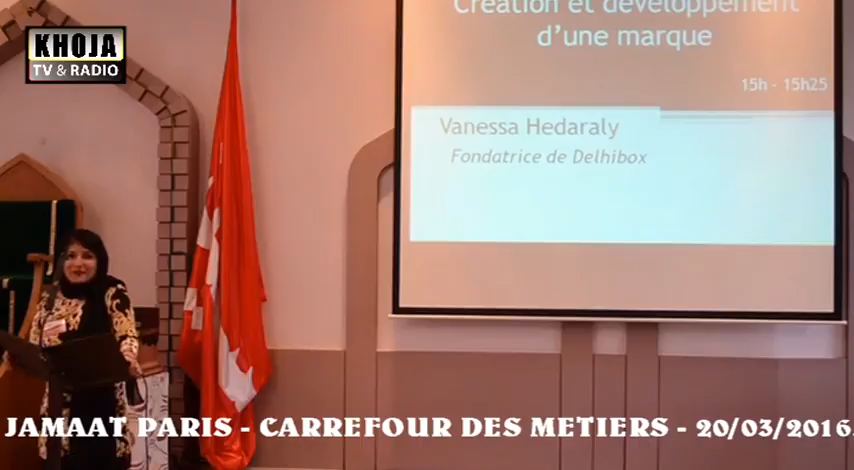 KHOJA
TV & RADIO
Création et développement
d'une marque
15h - 15h25
Vanessa Hedaraly
Fondatrice de Delhibox
JAMAAT PARIS - CARREFOUR DES METIERS - 20/03/2016.